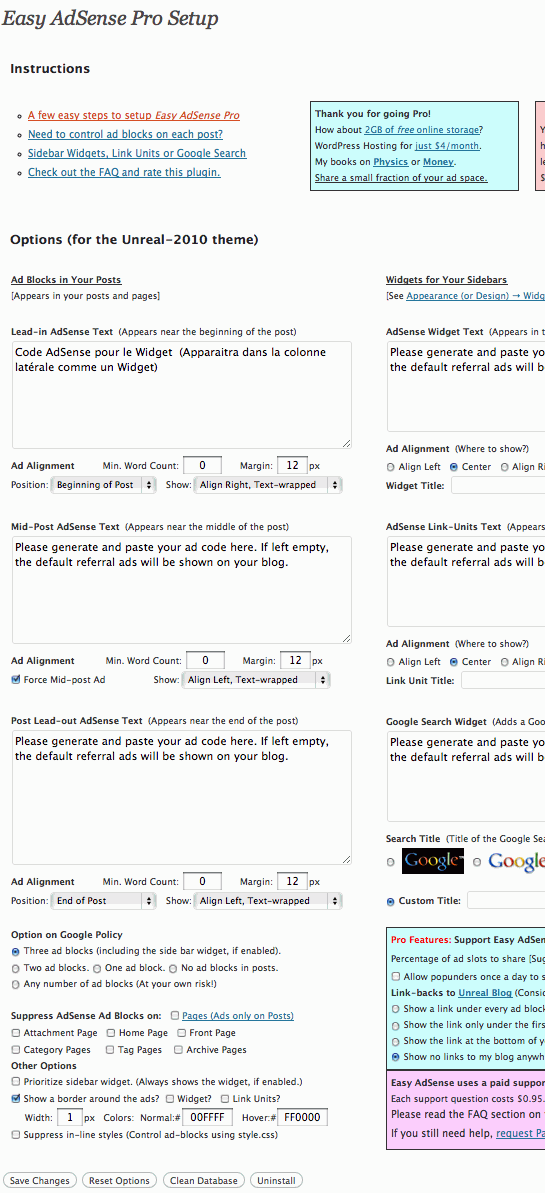 Easy AdSense Pro Setup
Instructions
A few easy steps to setup Easy AdSense Pro
Need to control ad blocks on each post?
Sidebar Widgets, Link Units or Google Search
Check out the FAQ and rate this plugin.
Thank you for going Pro!
How about 2GB of free online storage?
WordPress Hosting for just $4/month.
My books on Physics or Money.
Share a small fraction of your ad space.
Options (for the Unreal-2010 theme)
Ad Blocks in Your Posts
[Appears in your posts and pages]
Lead-in AdSense Text (Appears near the beginning of the post)
Code AdSense pour le Widget (Apparaitra dans la colonne
latérale comme un Widget)
Ad Alignment Min. Word Count: 0 Margin: 12 px
Position: Beginning of Post Show: Align Right, Text-wrapped
Mid-Post AdSense Text (Appears near the middle of the post)
Please generate and paste your ad code here. If left empty,
the default referral ads will be shown on your blog.
Ad Alignment Min. Word Count: 0 Margin: 12 px
Force Mid-post Ad Show: Align Left, Text-wrapped
Post Lead-out AdSense Text (Appears near the end of the post)
Please generate and paste your ad code here. If left empty,
the default referral ads will be shown on your blog.
Ad Alignment Min. Word Count: 0 Margin: 12 px
Position: End of Post Show: Align Left, Text-wrapped
Option on Google Policy
Three ad blocks (including the side bar widget, if enabled).
Two ad blocks. One ad block. No ad blocks in posts.
Any number of ad blocks (At your own risk!)
Suppress AdSense Ad Blocks on: Pages (Ads only on Posts)
Attachment Page Home Page Front Page
Category Pages Tag Pages Archive Pages
Other Options
Prioritize sidebar widget. (Always shows the widget, if enabled.)
Show a border around the ads? Widget? Link Units?
Width: 1 px Colors: Normal:# 00FFFF Hover:# FF0000
Suppress in-line styles (Control ad-blocks using style.css)
Widgets for Your Sidebars
[See Appearance (or Design) → Widg
AdSense Widget Text (Appears in t
Please generate and paste yo
the default referral ads will b
Ad Alignment (Where to show?)
Align Left Center Align Ri
Widget Title:
AdSense Link-Units Text (Appears
Please generate and paste yo
the default referral ads will b
Ad Alignment (Where to show?)
Align Left Center Align Ri
Link Unit Title:
Google Search Widget (Adds a Goo
Please generate and paste yo
the default referral ads will b
Search Title (Title of the Google Sea
Google™ Google
Custom Title:
Pro Features: Support Easy AdSen
Percentage of ad slots to share [Sug
Allow popunders once a day to s
Link-backs to Unreal Blog (Consid
Show a link under every ad block
Show the link only under the firs
Show the link at the bottom of y
Show no links to my blog anywh
Easy AdSense uses a paid suppor
Each support question costs $0.95.
Please read the FAQ section on
If you still need help, request Pa
Save Changes Reset Options Clean Database Uninstall